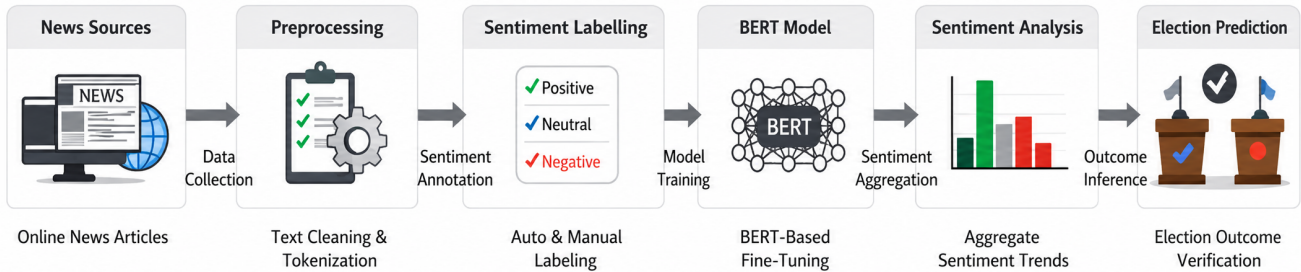 News Sources
Preprocessing
Sentiment Labelling
BERT Model
Sentiment Analysis
Election Prediction
NEWS
Positive
Neutral
Negative
BERT
Data
Collection
Sentiment
Annotation
Model
Training
Sentiment
Aggregation
Outcome
Inference
Online News Articles
Text Cleaning &
Tokenization
Auto & Manual
Labeling
BERT-Based
Fine-Tuning
Aggregate
Sentiment Trends
Election Outcome
Verification